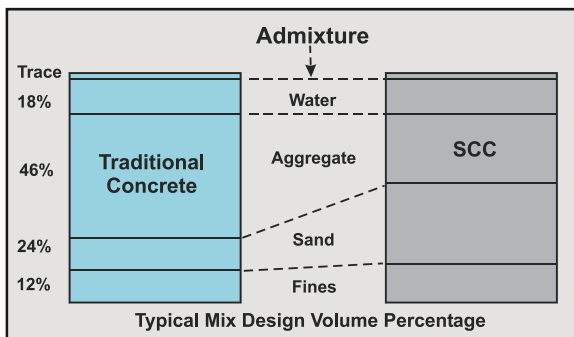 Admixture
Trace
18%
Water
46%
Traditional
Concrete
Aggregate
SCC
24%
Sand
12%
Fines
Typical Mix Design Volume Percentage